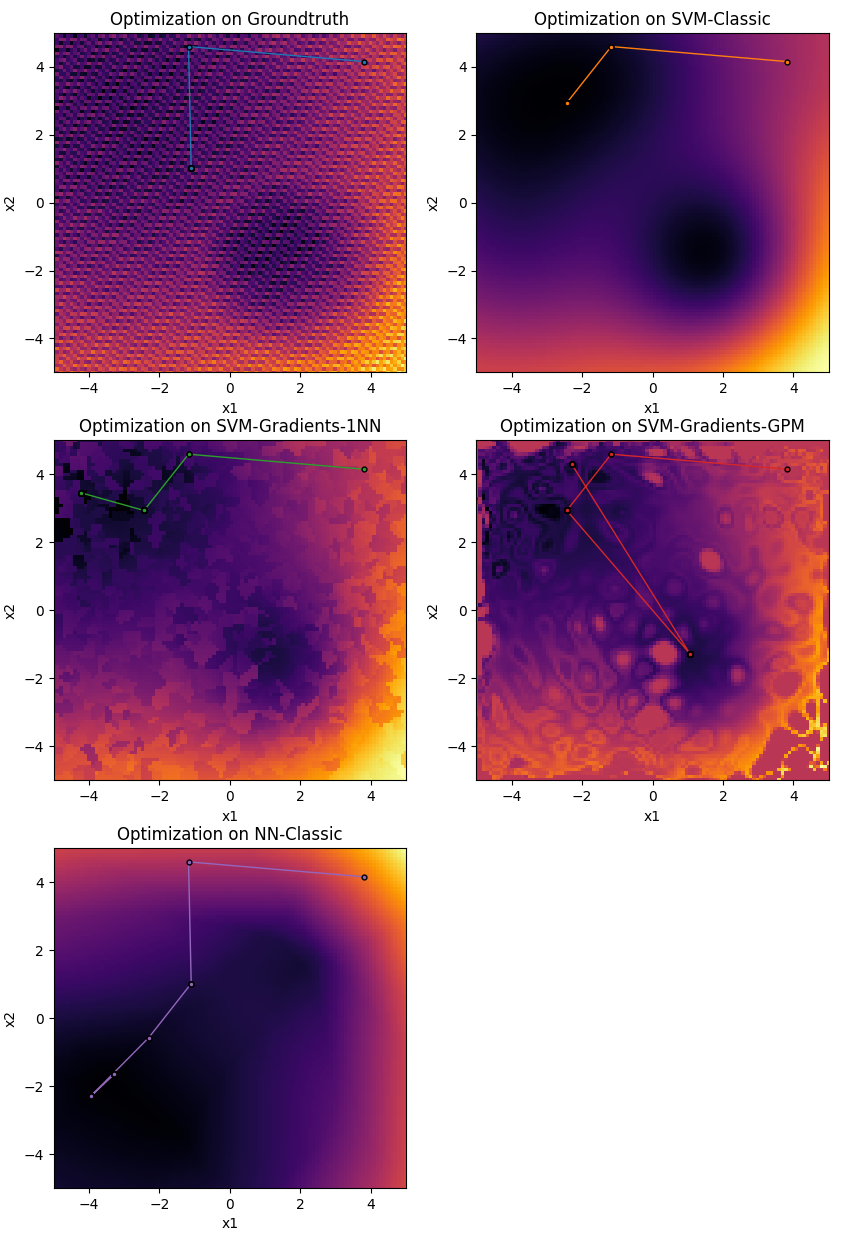 Optimization on Groundtruth
4
2
0
−2
−4
x2
−4 −2 0 2 4
x1
Optimization on SVM-Classic
4
2
0
−2
−4
x2
−4 −2 0 2 4
x1
Optimization on SVM-Gradients-1NN
4
2
0
−2
−4
x2
−4 −2 0 2 4
x1
Optimization on SVM-Gradients-GPM
4
2
0
−2
−4
x2
−4 −2 0 2 4
x1
Optimization on NN-Classic
4
2
0
−2
−4
x2
−4 −2 0 2 4
x1